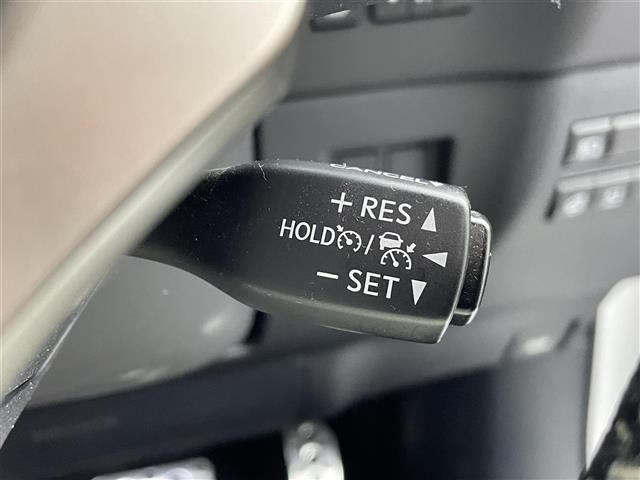 CANCEL
+ RES ▲
HOLD / ◀
− SET ▼